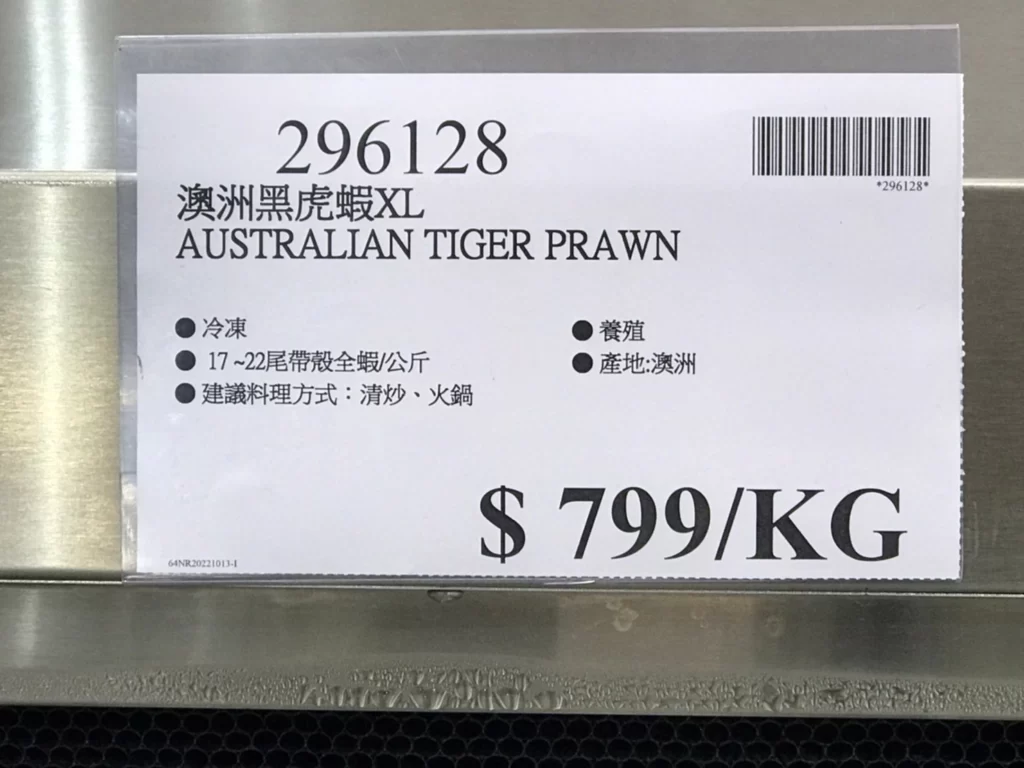 296128
*296128*
澳洲黑虎蝦XL
AUSTRALIAN TIGER PRAWN
● 冷凍
● 養殖
● 17~22尾帶殼全蝦/公斤
● 產地:澳洲
● 建議料理方式：清炒、火鍋
$ 799/KG
64NR20221013-I